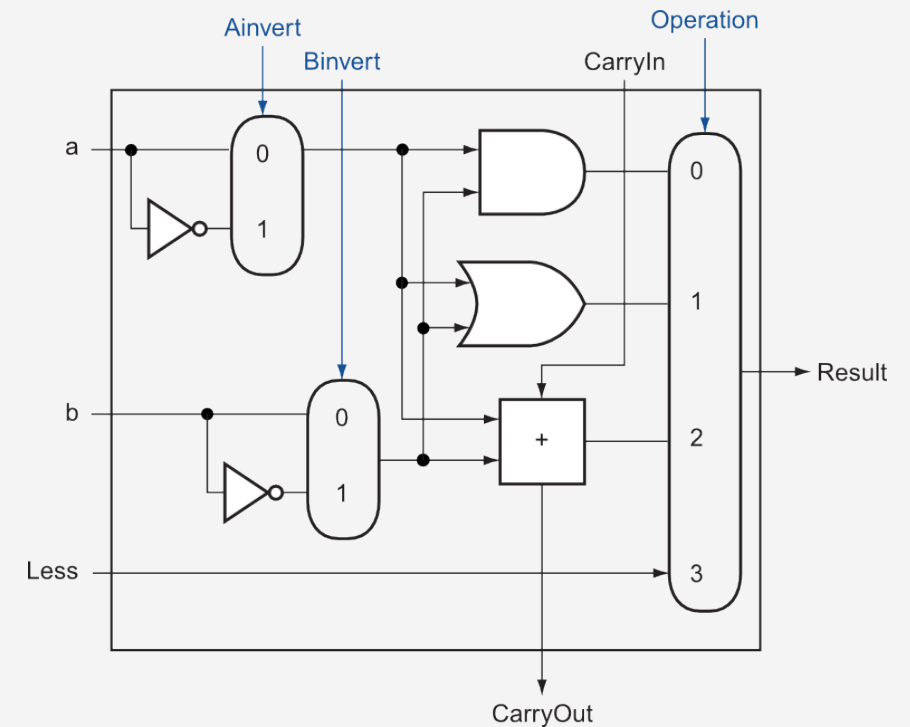 Operation
Ainvert
Binvert
CarryIn
a
0
0
1
1
Result
b
0
+
2
1
Less
3
CarryOut